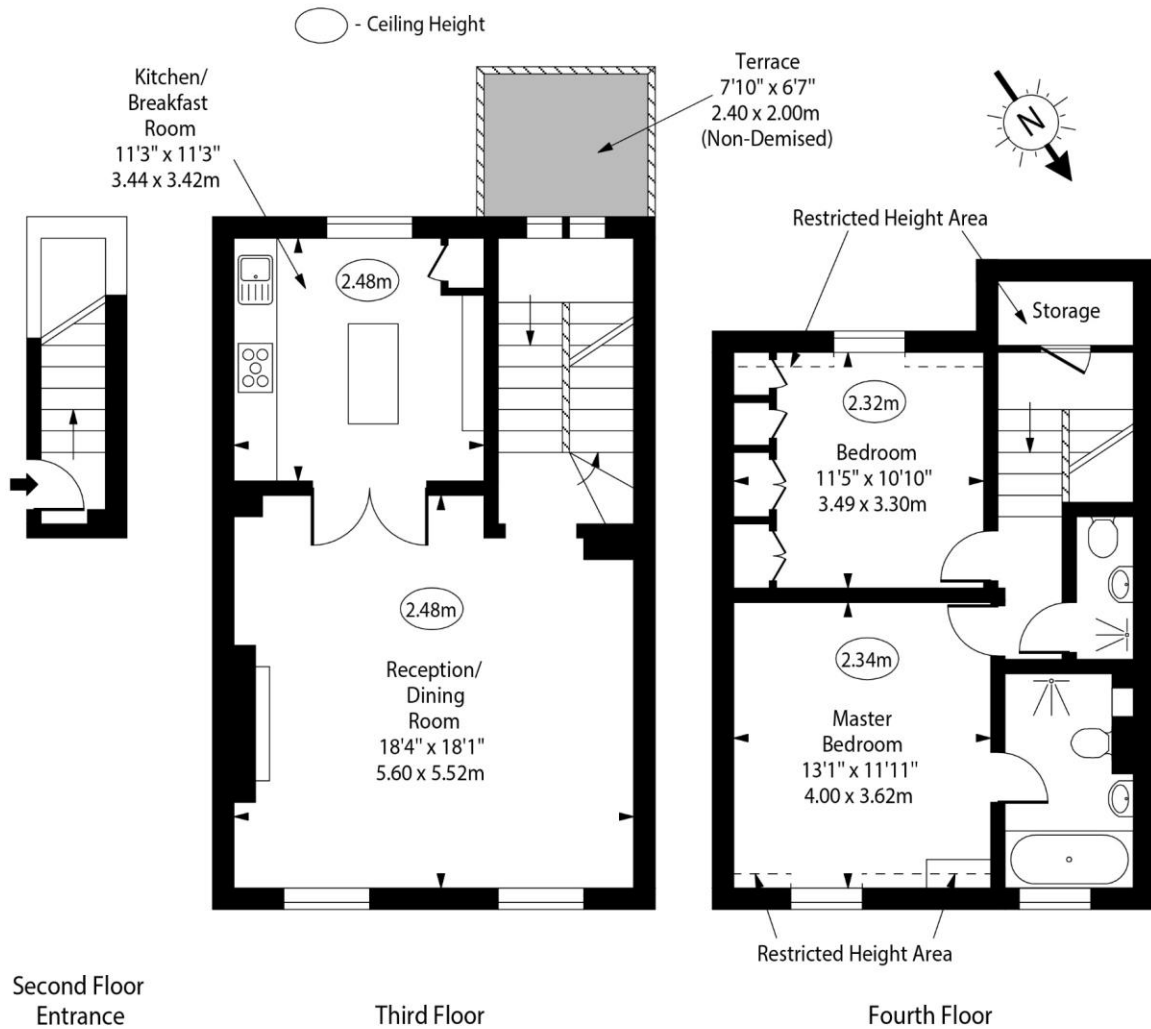 - Ceiling Height
Kitchen/
Breakfast
Room
11'3" x 11'3"
3.44 x 3.42m
Terrace
7'10" x 6'7"
2.40 x 2.00m
(Non-Demised)
N
Restricted Height Area
Storage
2.48m
2.32m
Bedroom
11'5" x 10'10"
3.49 x 3.30m
2.48m
Reception/
Dining
Room
18'4" x 18'1"
5.60 x 5.52m
2.34m
Master
Bedroom
13'1" x 11'11"
4.00 x 3.62m
Restricted Height Area
Second Floor
Entrance
Third Floor
Fourth Floor